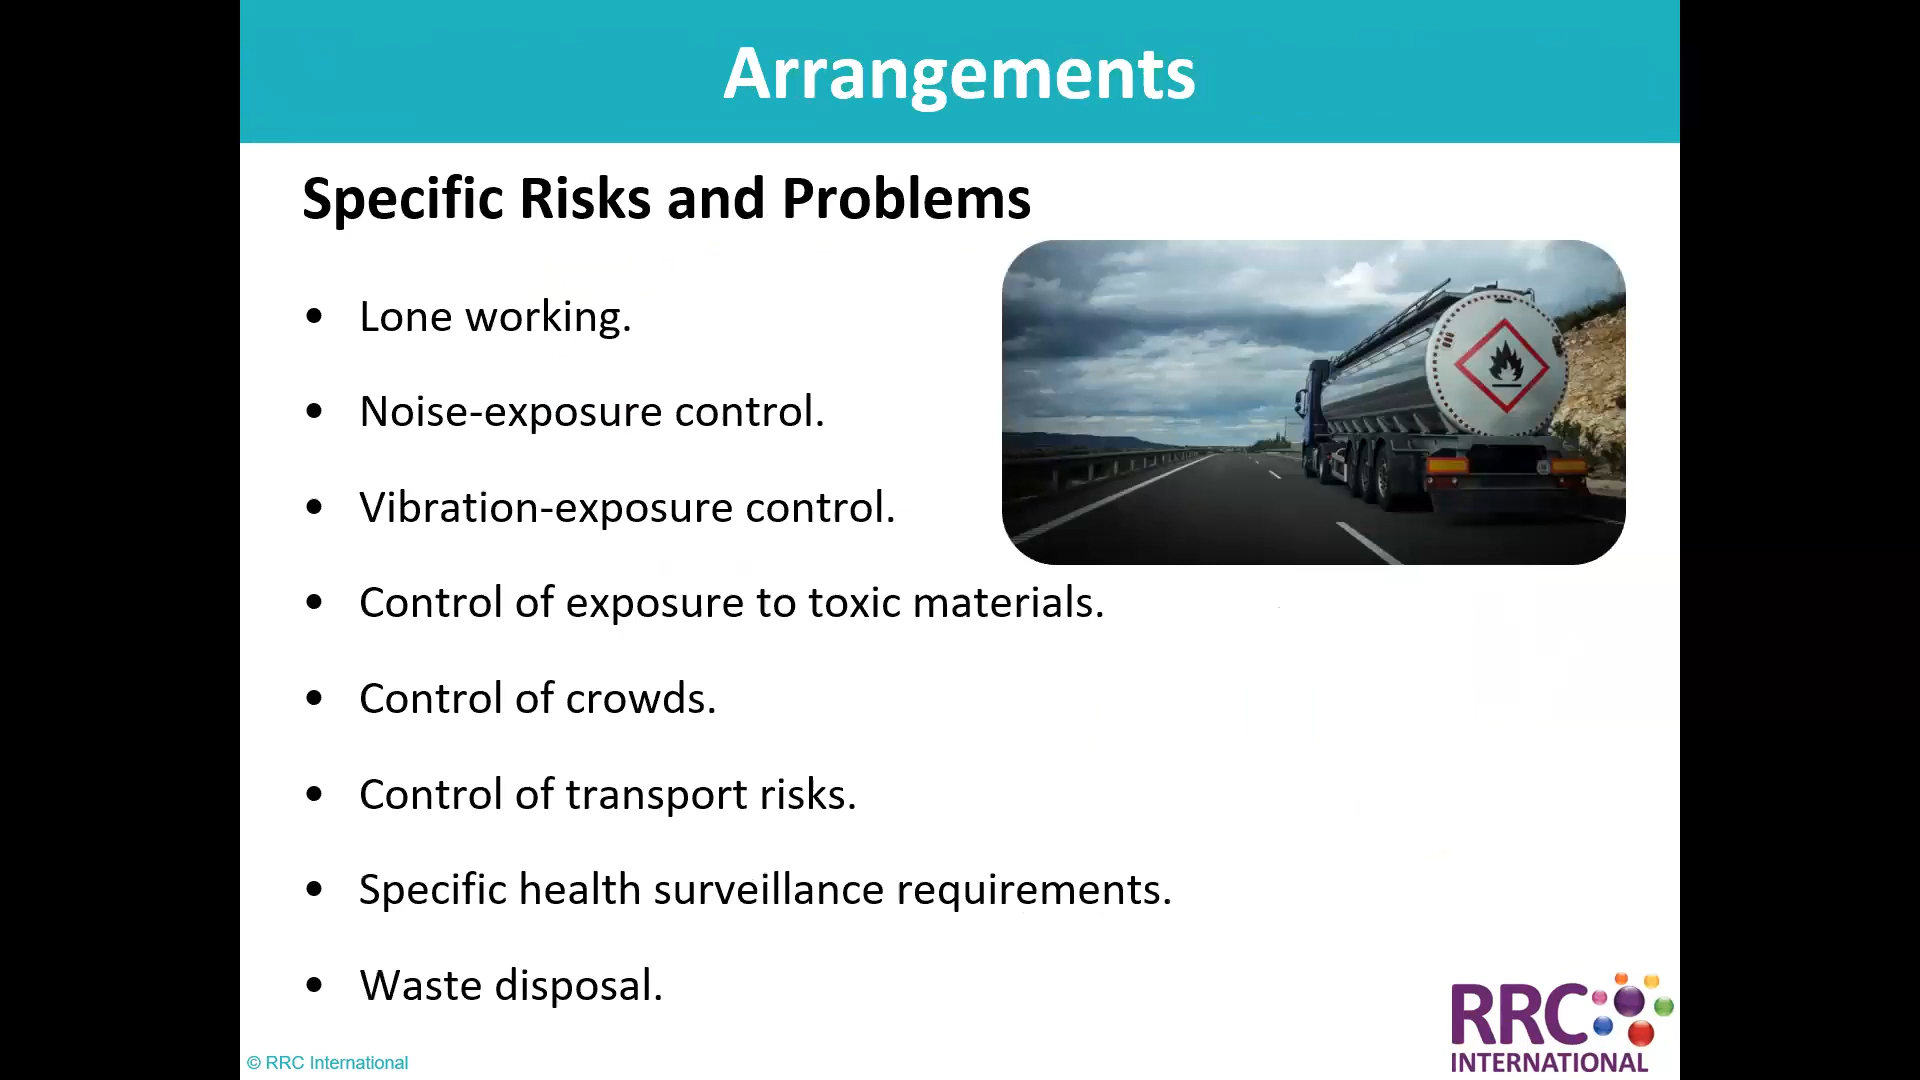 Arrangements
Specific Risks and Problems
• Lone working.
• Noise-exposure control.
• Vibration-exposure control.
• Control of exposure to toxic materials.
• Control of crowds.
• Control of transport risks.
• Specific health surveillance requirements.
• Waste disposal.
RRC
INTERNATIONAL
© RRC International